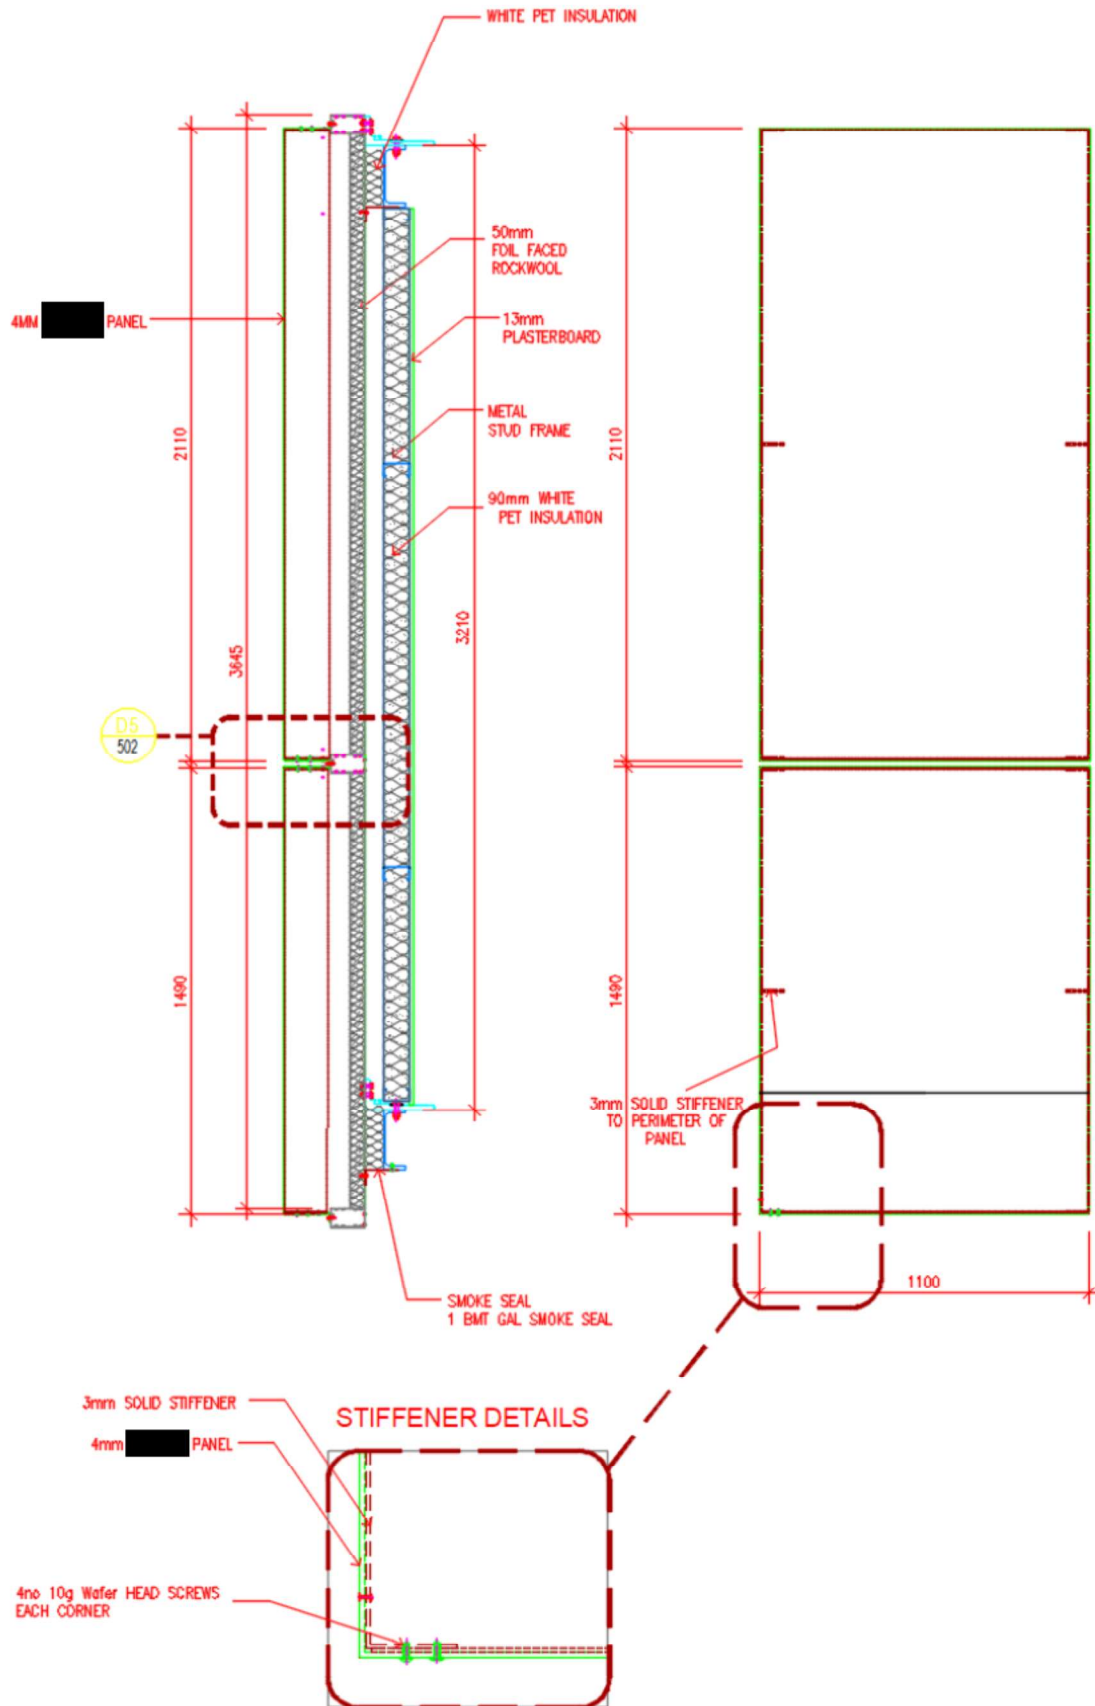 WHITE PET INSULATION
50mm
FOIL FACED
ROCKWOOL
4MM PANEL
13mm
PLASTERBOARD
METAL
STUD FRAME
90mm WHITE
PET INSULATION
2110
2110
3645
3210
D5
502
1490
1490
3mm SOLID STIFFENER
TO PERIMETER OF
PANEL
1100
SMOKE SEAL
1 BMT GAL SMOKE SEAL
3mm SOLID STIFFENER
STIFFENER DETAILS
4mm PANEL
4no 10g Wafer HEAD SCREWS
EACH CORNER